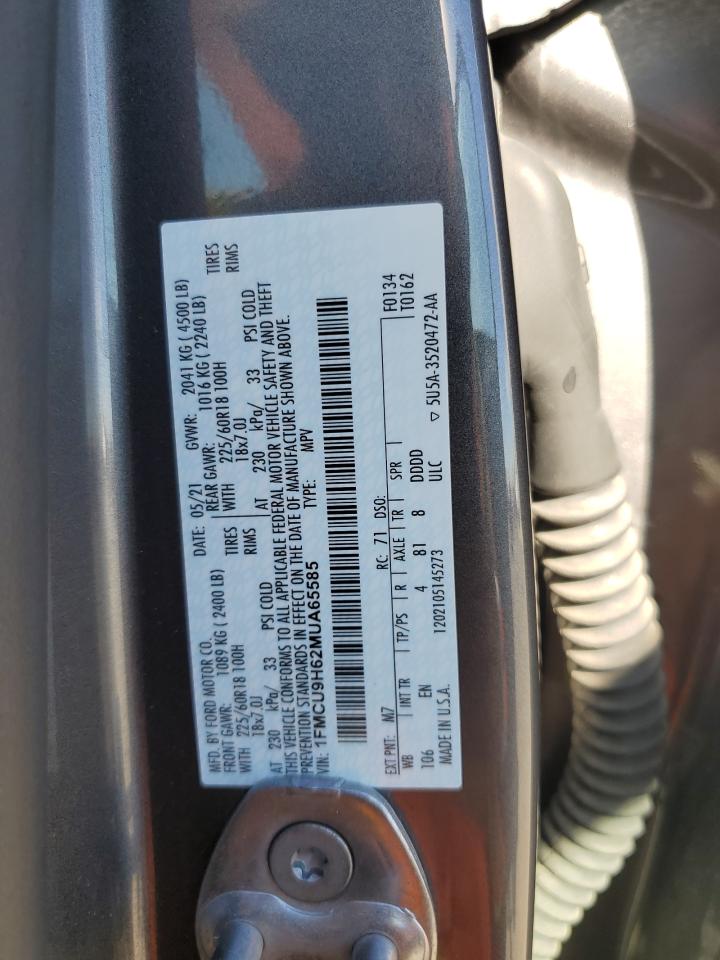 MFD. BY FORD MOTOR CO. DATE: 05/21 GVWR: 2041 KG ( 4500 LB)
FRONT GAWR: 1089 KG ( 2400 LB) REAR GAWR: 1016 KG ( 2240 LB)
WITH 225/60R18 100H TIRES WITH 225/60R18 100H TIRES
18x7.0J RIMS 18x7.0J RIMS
AT 230 kPa/ 33 PSI COLD AT 230 kPa/ 33 PSI COLD
THIS VEHICLE CONFORMS TO ALL APPLICABLE FEDERAL MOTOR VEHICLE SAFETY AND THEFT
PREVENTION STANDARDS IN EFFECT ON THE DATE OF MANUFACTURE SHOWN ABOVE.
VIN: 1FMCU9H62MUA65585 TYPE: MPV
EXT PNT: M7 RC: 71 DSO: F0134
WB INT TR TP/PS R AXLE TR SPR T0162
106 EN 4 81 8 DDDD
MADE IN U.S.A. 1202105145273 ULC ▽ 5U5A-3520472-AA